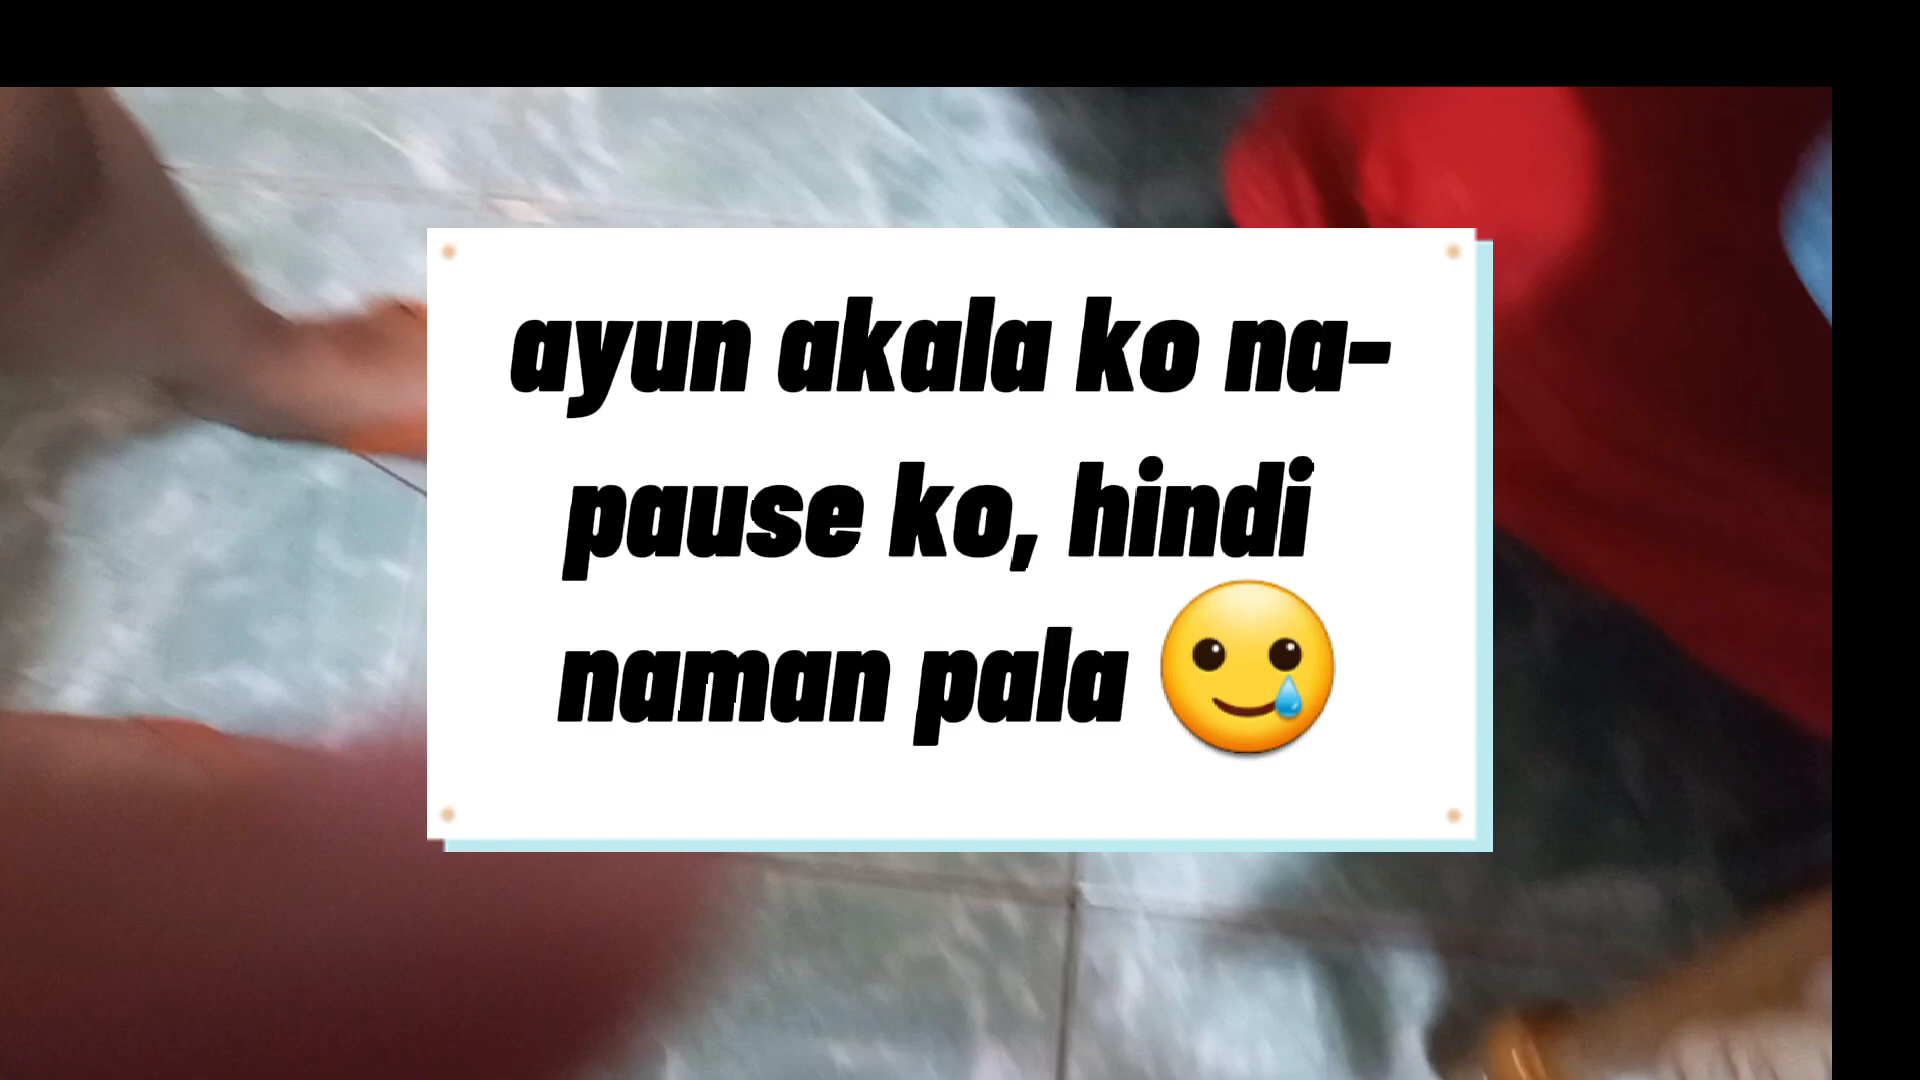 ayun akala ko na-
pause ko, hindi
naman pala 🥲